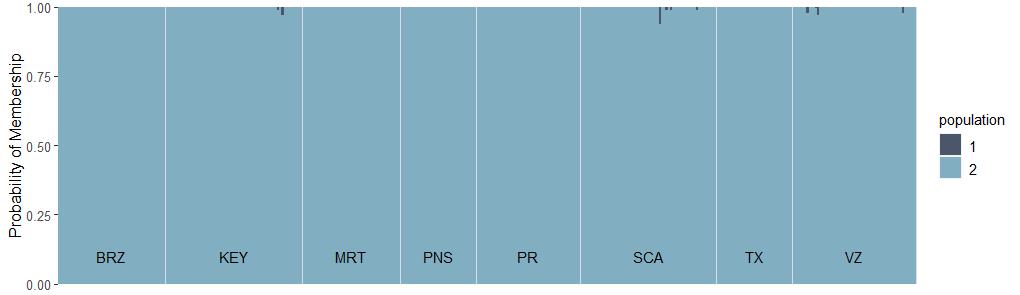 1.00
0.75
0.50
0.25
0.00
Probability of Membership
BRZ KEY MRT PNS PR SCA TX VZ
population
1
2